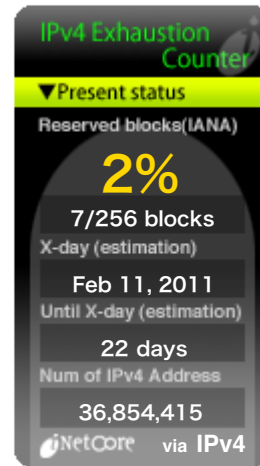 IPv4 Exhaustion
Counter
▼Present status
Reserved blocks(IANA)
2%
7/256 blocks
X-day (estimation)
Feb 11, 2011
Until X-day (estimation)
22 days
Num of IPv4 Address
36,854,415
iNetCore via IPv4